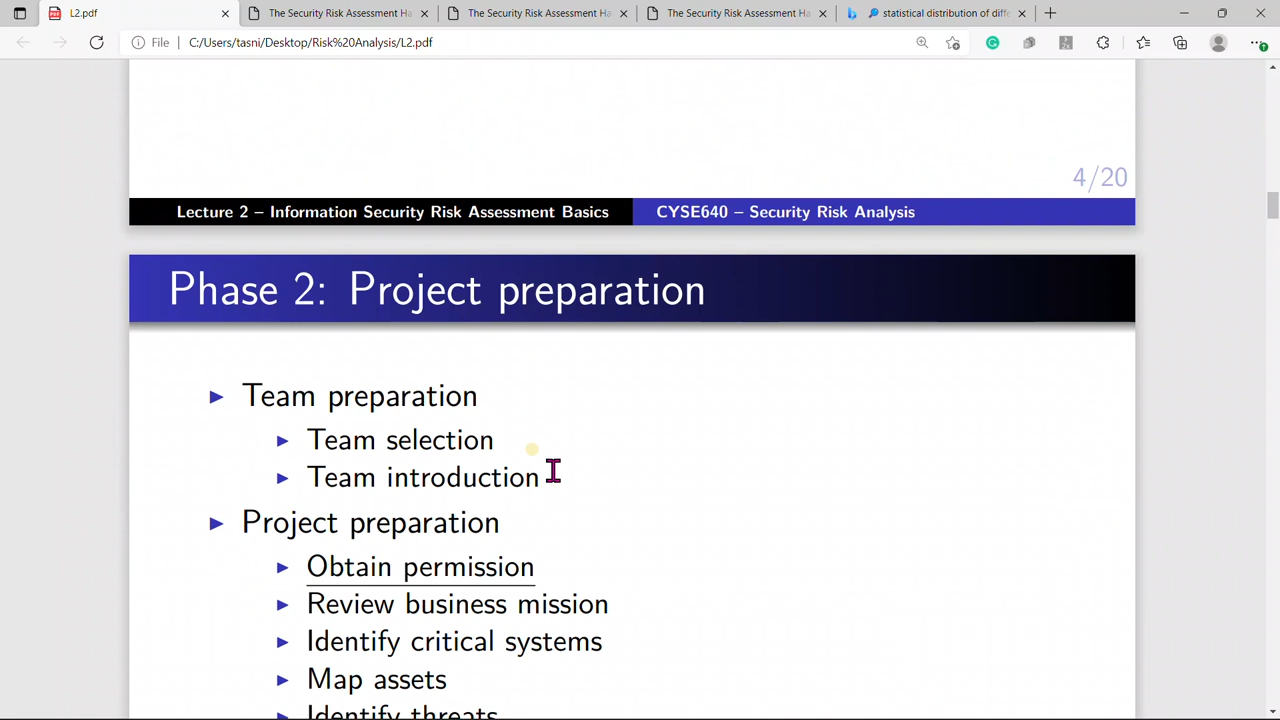 L2.pdf
The Security Risk Assessment Ha
The Security Risk Assessment Ha
The Security Risk Assessment Ha
statistical distribution of diffe
File
C:/Users/tasni/Desktop/Risk%20Analysis/L2.pdf
4/20
Lecture 2 – Information Security Risk Assessment Basics
CYSE640 – Security Risk Analysis
Phase 2: Project preparation
Team preparation
Team selection
Team introduction
Project preparation
Obtain permission
Review business mission
Identify critical systems
Map assets
Identify threats